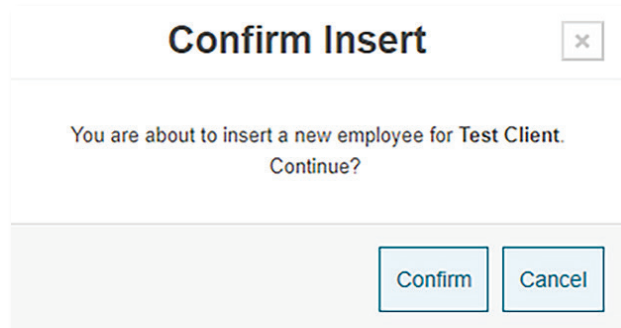 Confirm Insert
You are about to insert a new employee for Test Client.
Continue?
Confirm Cancel